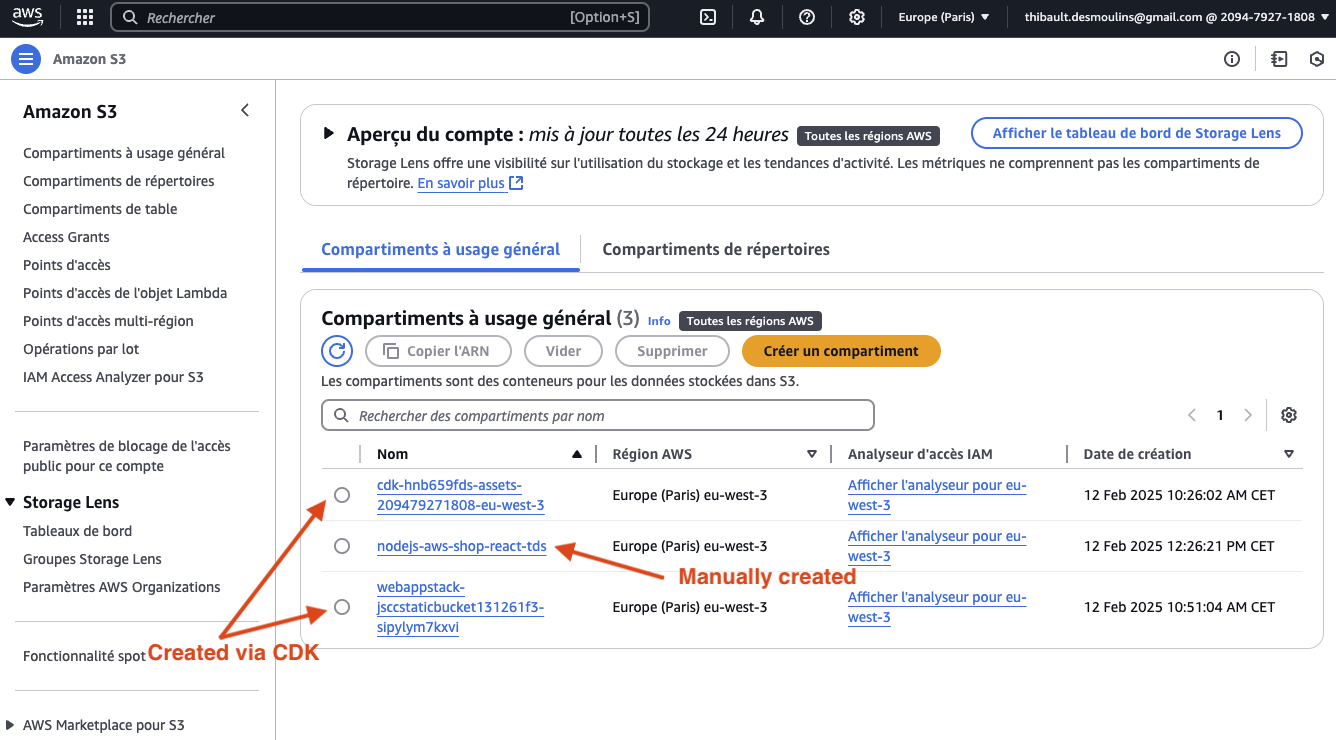 aws
Rechercher
[Option+S]
Europe (Paris)
thibault.desmoulins@gmail.com @ 2094-7927-1808
Amazon S3
Amazon S3
Compartiments à usage général
Compartiments de répertoires
Compartiments de table
Access Grants
Points d'accès
Points d'accès de l'objet Lambda
Points d'accès multi-région
Opérations par lot
IAM Access Analyzer pour S3
Paramètres de blocage de l'accès
public pour ce compte
Storage Lens
Tableaux de bord
Groupes Storage Lens
Paramètres AWS Organizations
Fonctionnalité spot
AWS Marketplace pour S3
Aperçu du compte : mis à jour toutes les 24 heures
Toutes les régions AWS
Afficher le tableau de bord de Storage Lens
Storage Lens offre une visibilité sur l'utilisation du stockage et les tendances d'activité. Les métriques ne comprennent pas les compartiments de
répertoire. En savoir plus
Compartiments à usage général
Compartiments de répertoires
Compartiments à usage général (3) Info
Toutes les régions AWS
Copier l'ARN
Vider
Supprimer
Créer un compartiment
Les compartiments sont des conteneurs pour les données stockées dans S3.
Rechercher des compartiments par nom
1
Nom
Région AWS
Analyseur d'accès IAM
Date de création
cdk-hnb659fds-assets-
209479271808-eu-west-3
Europe (Paris) eu-west-3
Afficher l'analyseur pour eu-
west-3
12 Feb 2025 10:26:02 AM CET
nodejs-aws-shop-react-tds
Europe (Paris) eu-west-3
Afficher l'analyseur pour eu-
west-3
12 Feb 2025 12:26:21 PM CET
Manually created
webappstack-
jsccstaticbucket131261f3-
sipylym7kxvi
Europe (Paris) eu-west-3
Afficher l'analyseur pour eu-
west-3
12 Feb 2025 10:51:04 AM CET
Created via CDK